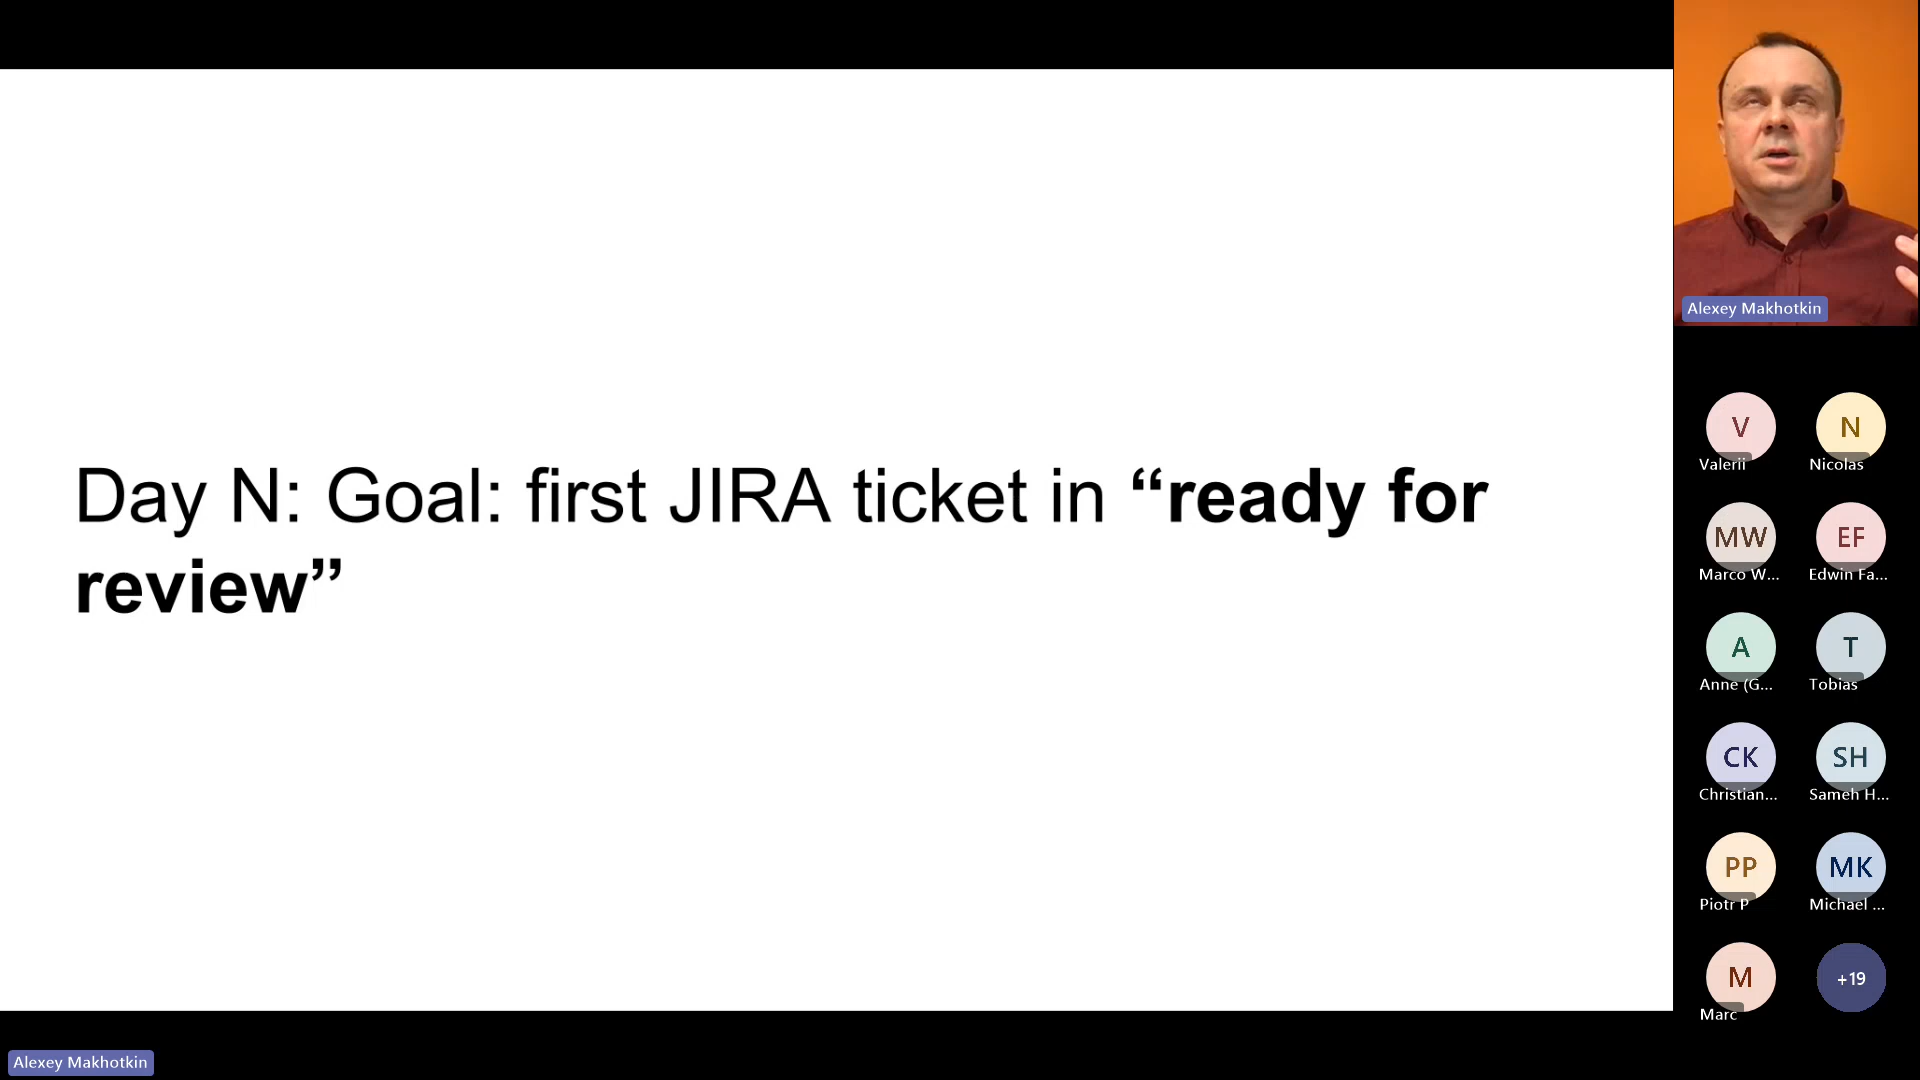 Day N: Goal: first JIRA ticket in “ready for
review”
Alexey Makhotkin
V
Valerii
N
Nicolas
MW
Marco W...
EF
Edwin Fa...
A
Anne (G...
T
Tobias
CK
Christian...
SH
Sameh H...
PP
Piotr P
MK
Michael ...
M
Marc
+19
Alexey Makhotkin